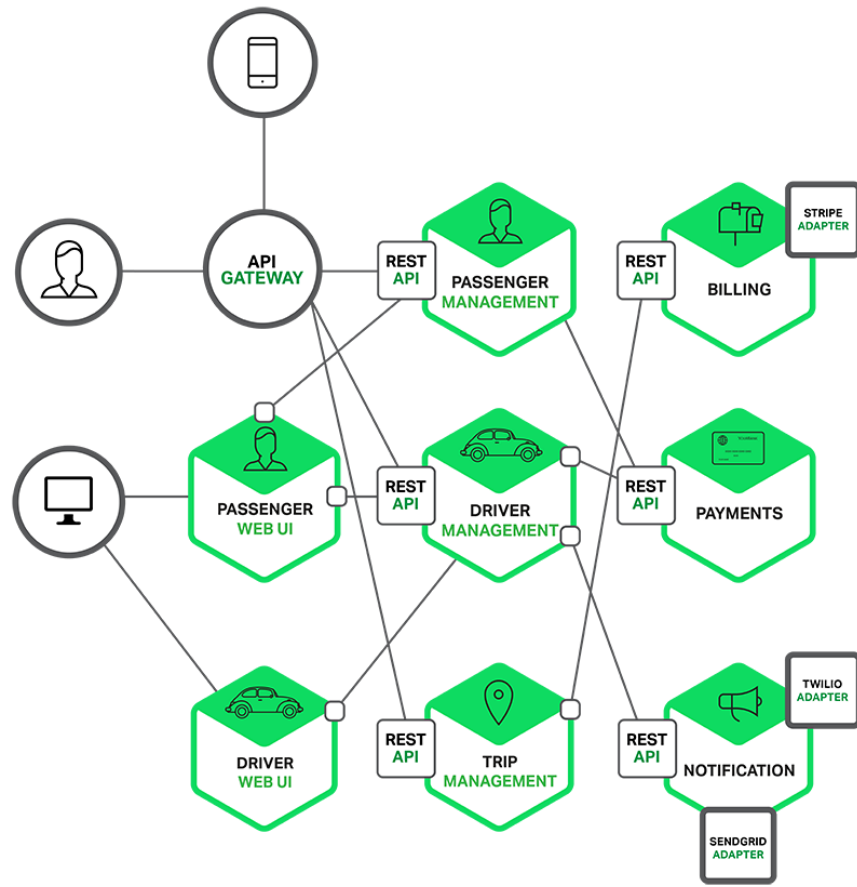 API
GATEWAY
REST
API
PASSENGER
MANAGEMENT
REST
API
BILLING
STRIPE
ADAPTER
PASSENGER
WEB UI
REST
API
DRIVER
MANAGEMENT
REST
API
PAYMENTS
DRIVER
WEB UI
REST
API
TRIP
MANAGEMENT
REST
API
NOTIFICATION
TWILIO
ADAPTER
SENDGRID
ADAPTER